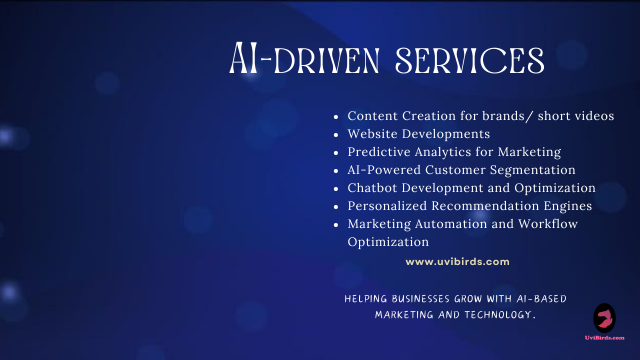 AI-DRIVEN SERVICES
• Content Creation for brands/ short videos
• Website Developments
• Predictive Analytics for Marketing
• AI-Powered Customer Segmentation
• Chatbot Development and Optimization
• Personalized Recommendation Engines
• Marketing Automation and Workflow
Optimization
www.uvibirds.com
HELPING BUSINESSES GROW WITH AI-BASED
MARKETING AND TECHNOLOGY.
UviBirds.com